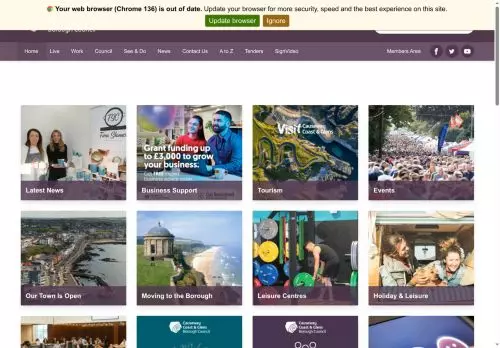 Your web browser (Chrome 136) is out of date. Update your browser for more security, speed and the best experience on this site.
Update browser
Ignore
Borough Council
Home
Live
Work
Council
See & Do
News
Contact Us
A to Z
Tenders
SignVideo
Members Area
Latest News
Grant funding up
to £3,000 to grow
your business.
Business Support
Visit
Causeway
Coast & Glens
Tourism
Events
Our Town Is Open
Moving to the Borough
Leisure Centres
Holiday & Leisure
Causeway
Coast & Glens
Borough Council
Causeway
Coast & Glens
Borough Council